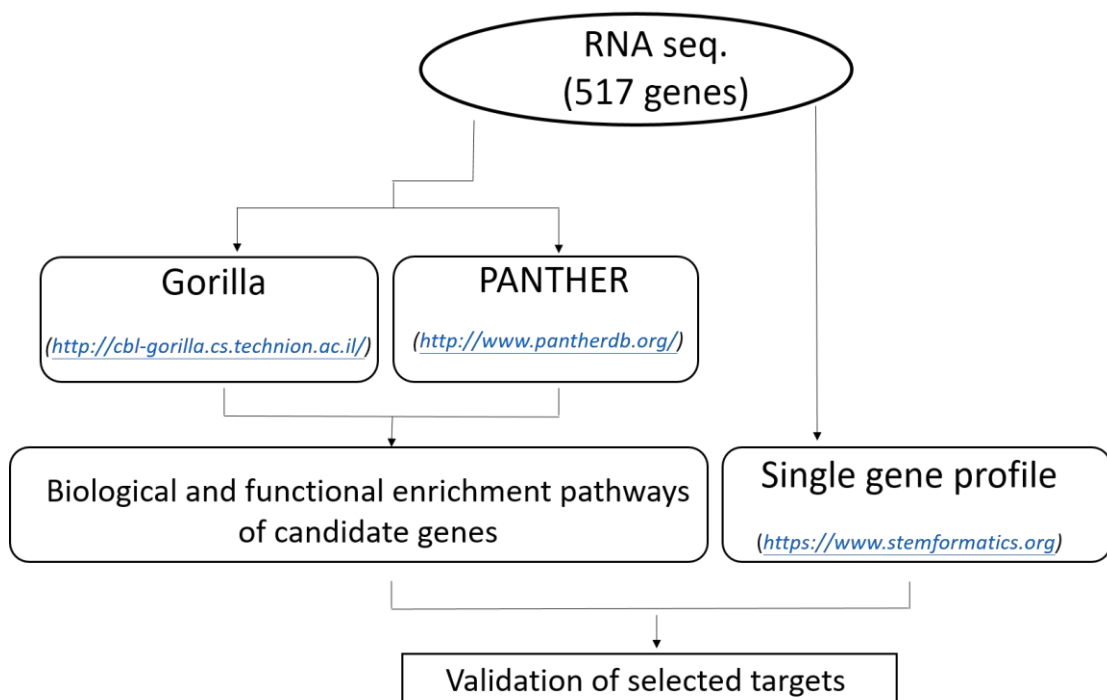 RNA seq.
(517 genes)
Gorilla
(http://cbl-gorilla.cs.technion.ac.il/)
PANTHER
(http://www.pantherdb.org/)
Biological and functional enrichment pathways
of candidate genes
Single gene profile
(https://www.stemformatics.org)
Validation of selected targets